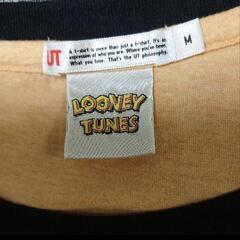 UT
A t-shirt is more than just a t-shirt. It's an
expression of who you are. Where you've been.
What you love. That's the UT philosophy.
M
LOONEY
TUNES